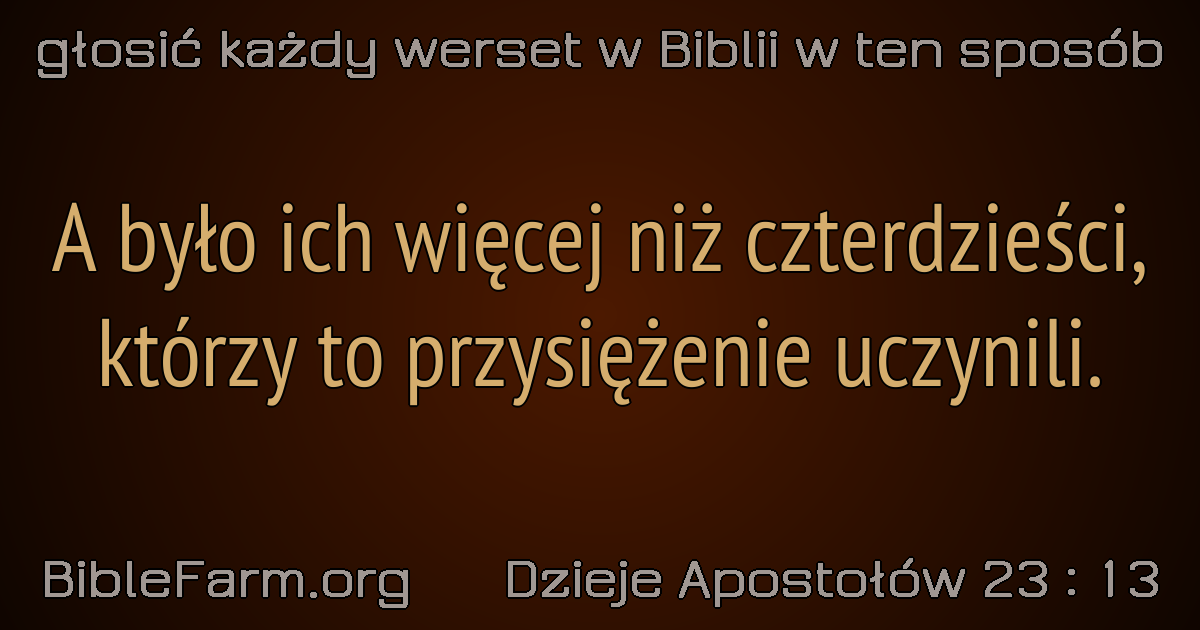 głosić każdy werset w Biblii w ten sposób
A było ich więcej niż czterdzieści,
którzy to przysiężenie uczynili.
BibleFarm.org Dzieje Apostołów 23 : 13